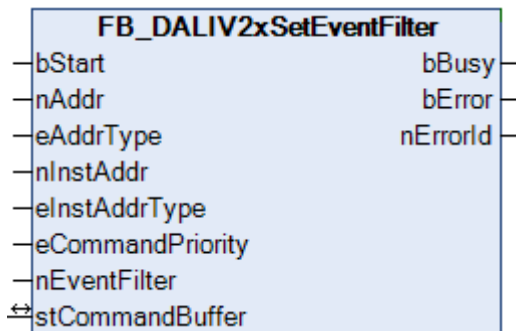 FB_DALIV2xSetEventFilter
bStart bBusy
nAddr bError
eAddrType nErrorId
nInstAddr
eInstAddrType
eCommandPriority
nEventFilter
stCommandBuffer